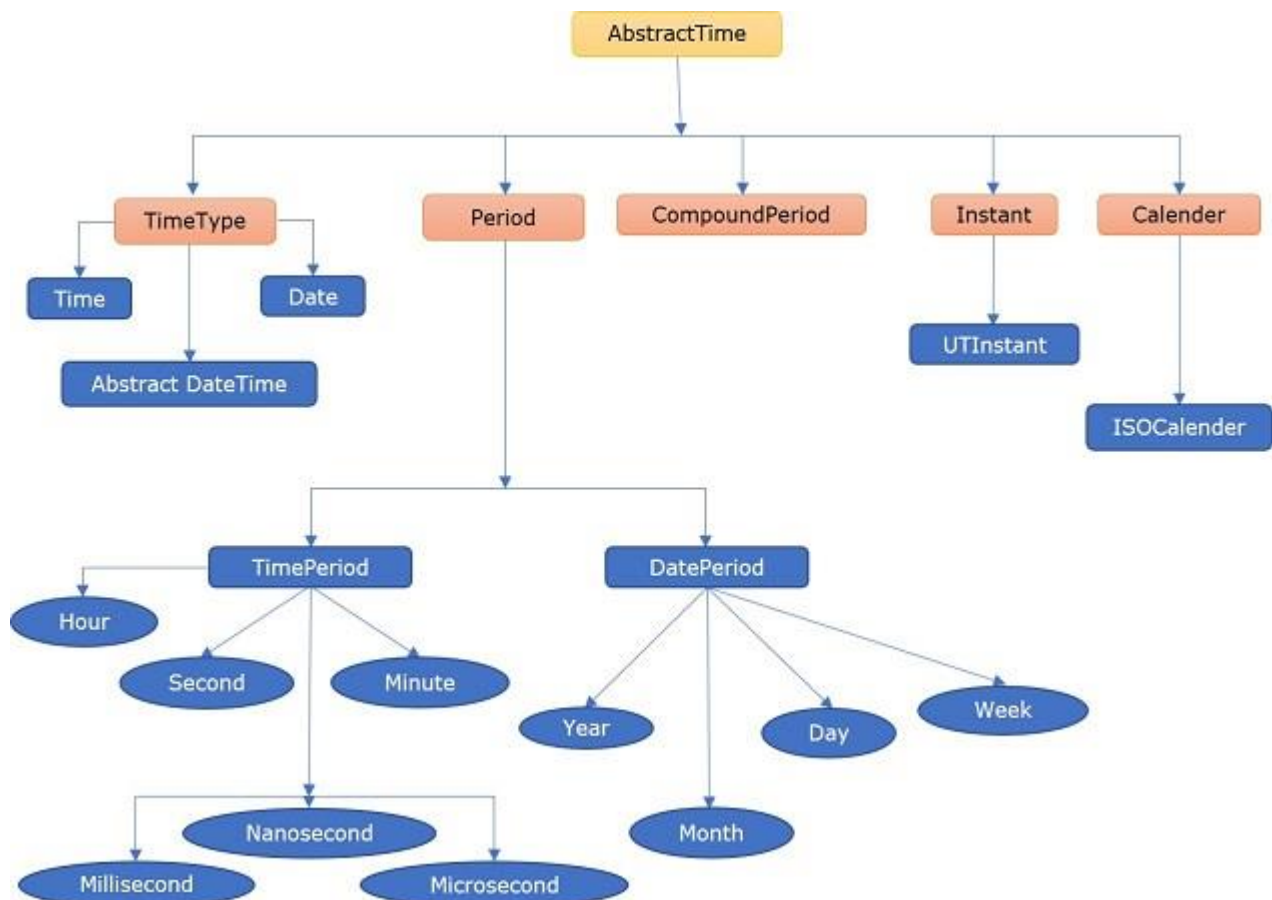 AbstractTime
TimeType
Period
CompoundPeriod
Instant
Calender
Time
Date
UTInstant
Abstract DateTime
ISOCalender
TimePeriod
DatePeriod
Hour
Second
Minute
Year
Day
Week
Nanosecond
Month
Millisecond
Microsecond